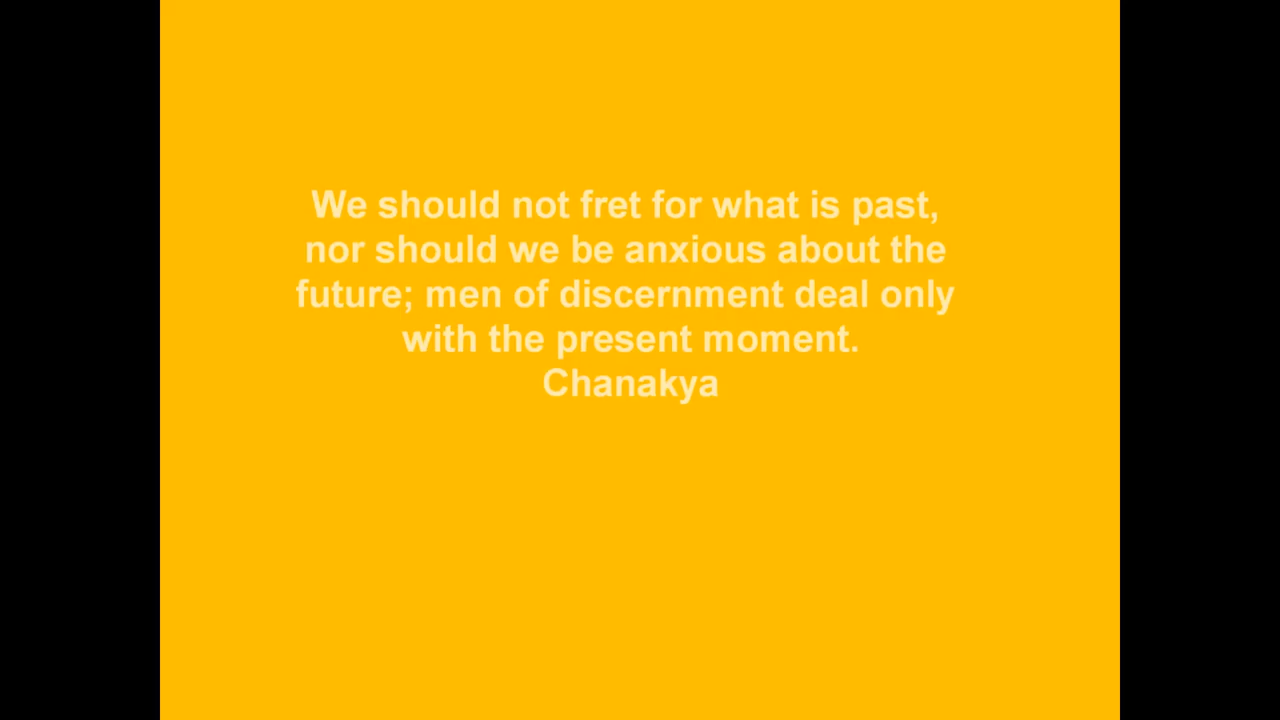 We should not fret for what is past,
nor should we be anxious about the
future; men of discernment deal only
with the present moment.
Chanakya